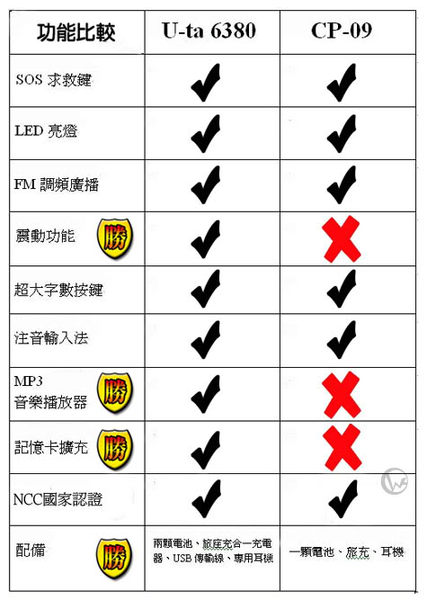 功能比較 U-ta 6380 CP-09
SOS 求救鍵
LED 亮燈
FM 調頻廣播
震動功能 勝
超大字數按鍵
注音輸入法
MP3
音樂播放器 勝
記憶卡擴充 勝
NCC國家認證
配備 勝
兩顆電池、旅座充合一充電
器、USB 傳輸線、專用耳機
一顆電池、旅充、耳機